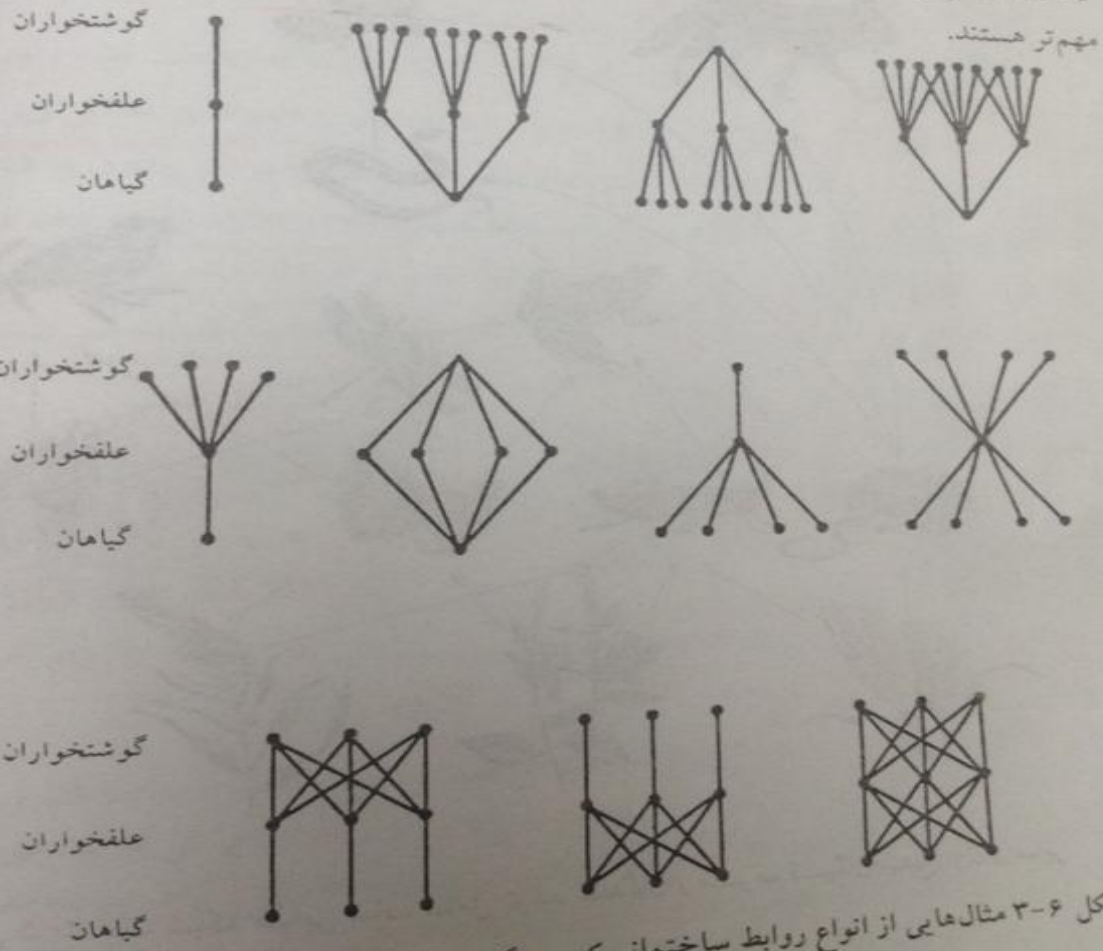 مهم‌تر هستند.
گوشتخواران
علفخواران
گیاهان
گوشتخواران
علفخواران
گیاهان
گوشتخواران
علفخواران
گیاهان
کل ۶-۳ مثال‌هایی از انواع روابط ساختمانی